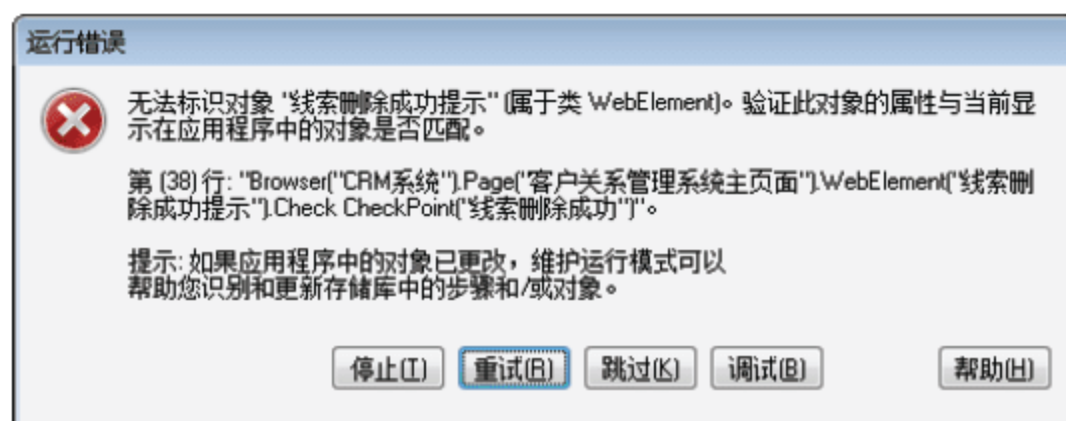 运行错误
无法标识对象 "线索删除成功提示" (属于类 WebElement)。验证此对象的属性与当前显
示在应用程序中的对象是否匹配。
第 (38) 行: "Browser("CRM系统").Page("客户关系管理系统主页面").WebElement("线索删
除成功提示").Check CheckPoint("线索删除成功")"。
提示: 如果应用程序中的对象已更改，维护运行模式可以
帮助您识别和更新存储库中的步骤和/或对象。
停止(T) 重试(R) 跳过(K) 调试(B) 帮助(H)